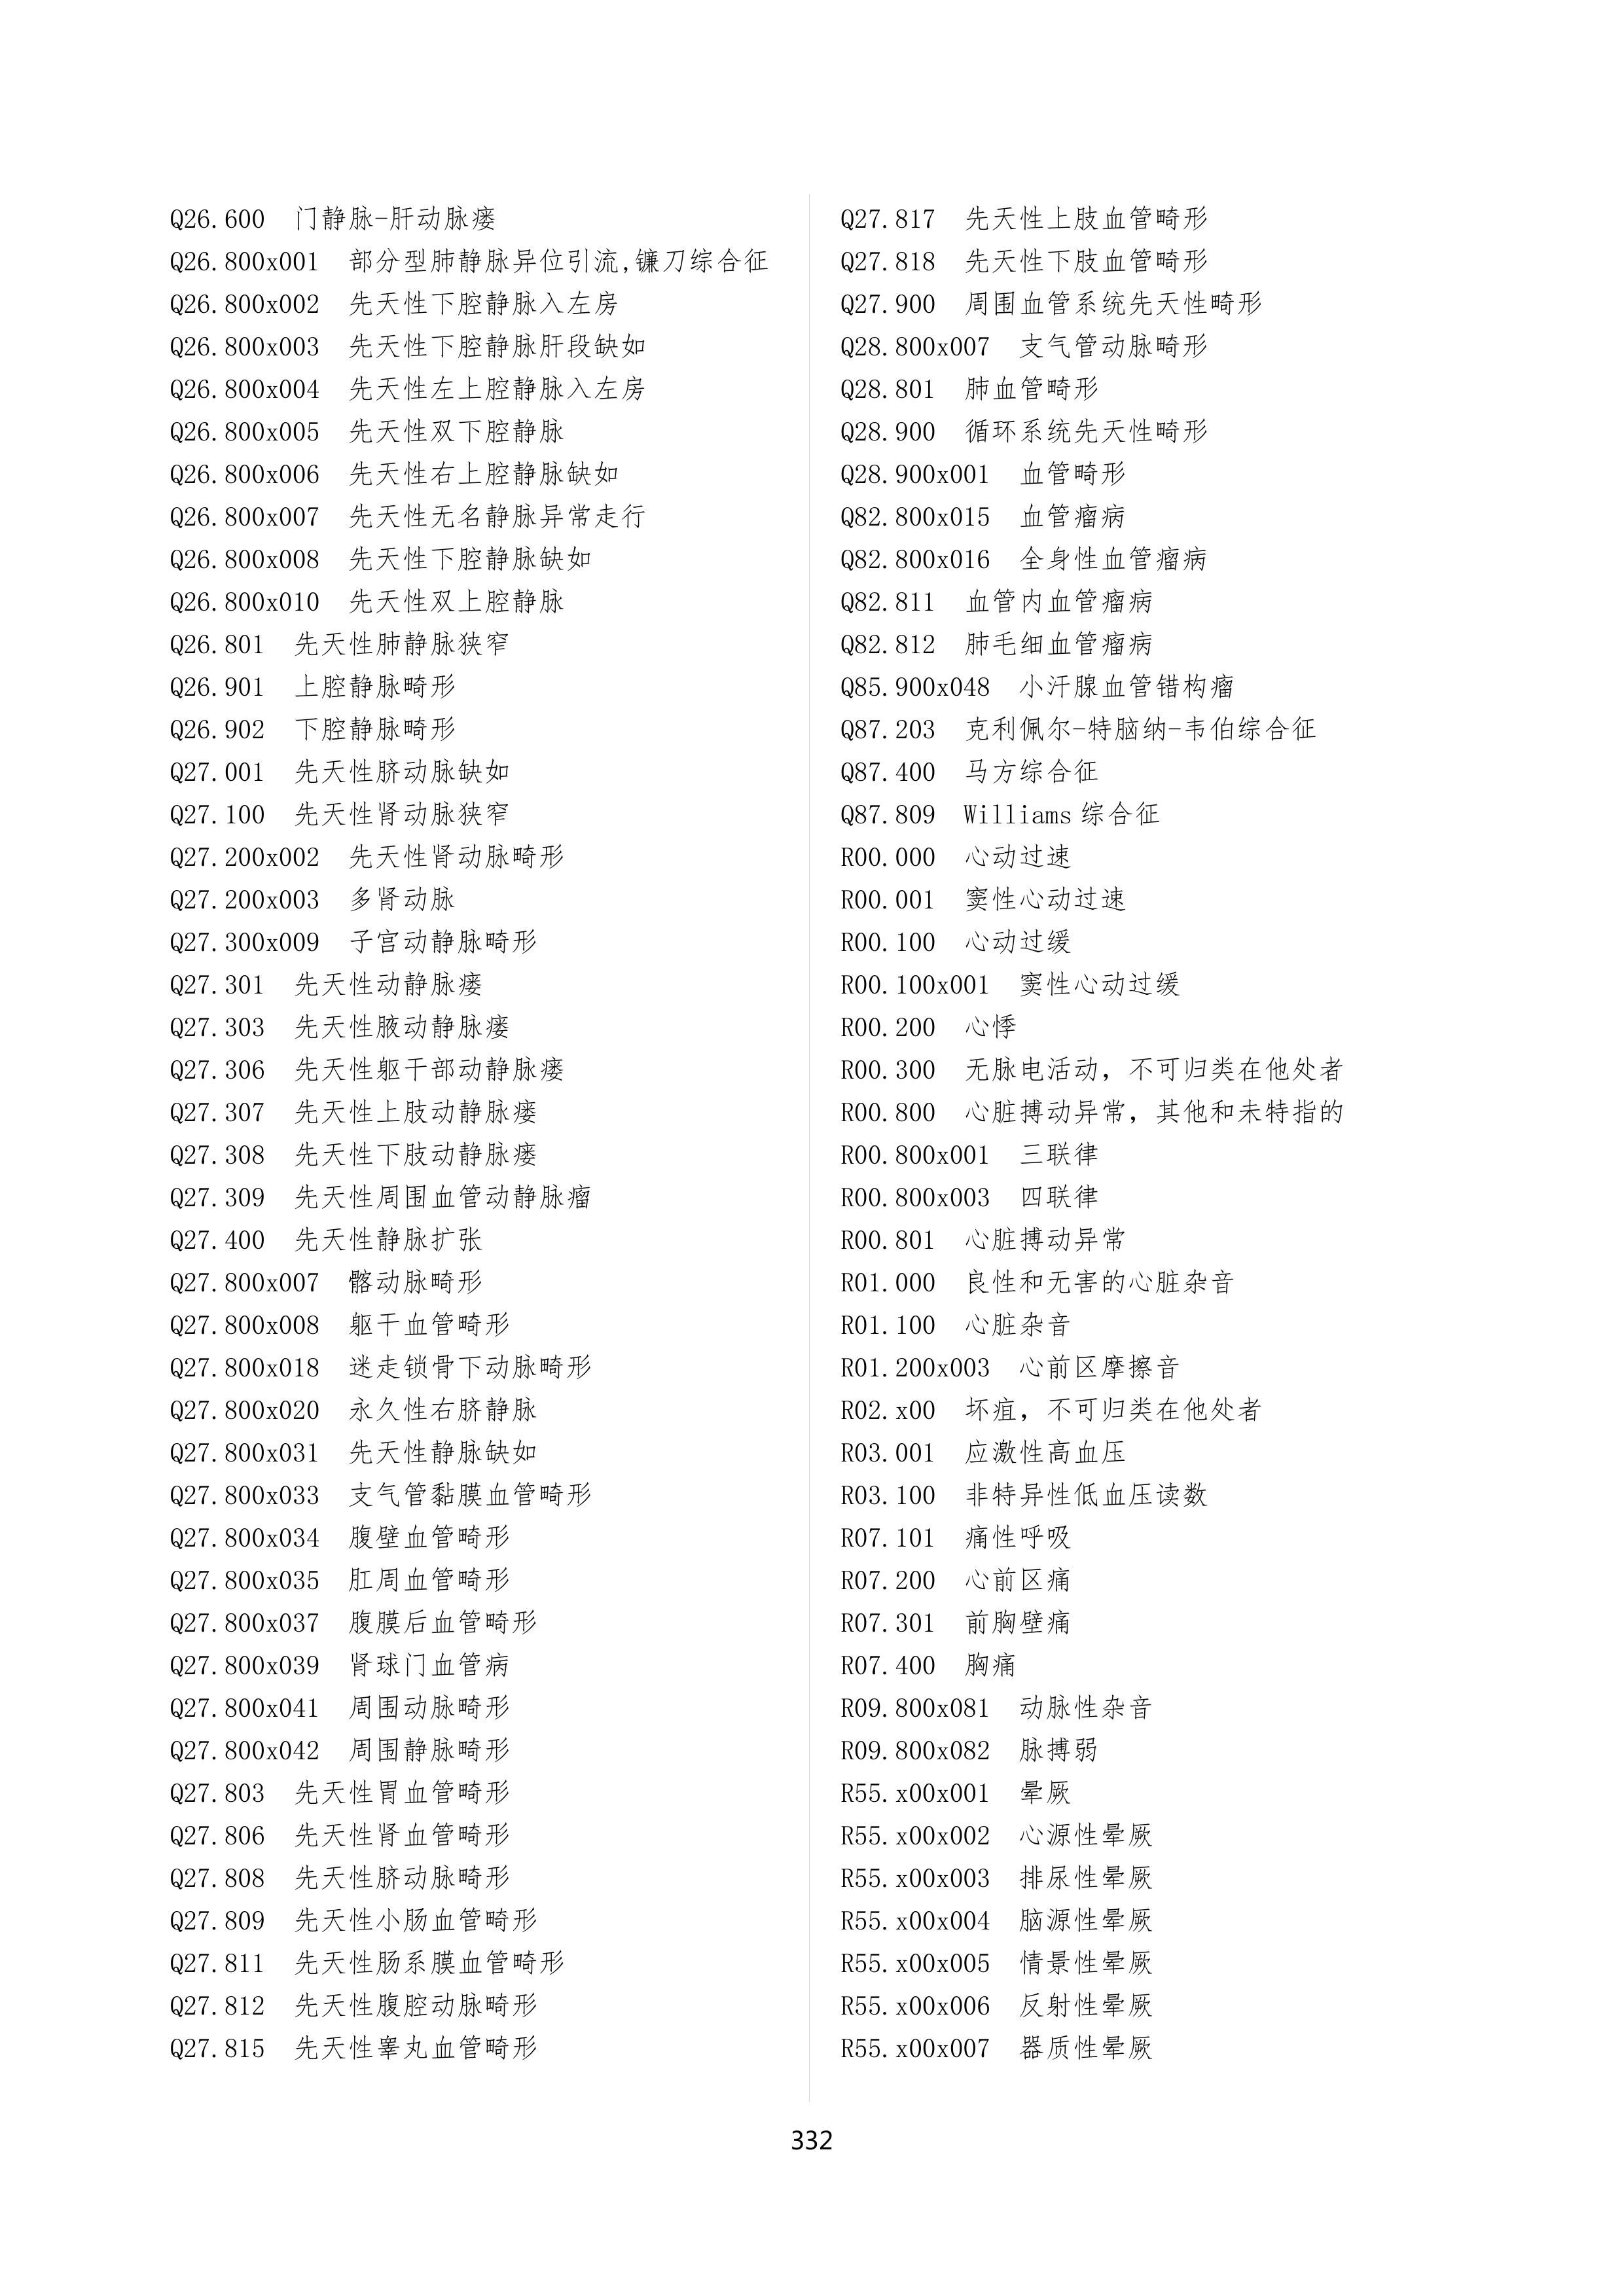 Q26.600 门静脉-肝动脉瘘
Q26.800x001 部分型肺静脉异位引流,镰刀综合征
Q26.800x002 先天性下腔静脉入左房
Q26.800x003 先天性下腔静脉肝段缺如
Q26.800x004 先天性左上腔静脉入左房
Q26.800x005 先天性双下腔静脉
Q26.800x006 先天性右上腔静脉缺如
Q26.800x007 先天性无名静脉异常走行
Q26.800x008 先天性下腔静脉缺如
Q26.800x010 先天性双上腔静脉
Q26.801 先天性肺静脉狭窄
Q26.901 上腔静脉畸形
Q26.902 下腔静脉畸形
Q27.001 先天性脐动脉缺如
Q27.100 先天性肾动脉狭窄
Q27.200x002 先天性肾动脉畸形
Q27.200x003 多肾动脉
Q27.300x009 子宫动静脉畸形
Q27.301 先天性动静脉瘘
Q27.303 先天性腋动静脉瘘
Q27.306 先天性躯干部动静脉瘘
Q27.307 先天性上肢动静脉瘘
Q27.308 先天性下肢动静脉瘘
Q27.309 先天性周围血管动静脉瘤
Q27.400 先天性静脉扩张
Q27.800x007 髂动脉畸形
Q27.800x008 躯干血管畸形
Q27.800x018 迷走锁骨下动脉畸形
Q27.800x020 永久性右脐静脉
Q27.800x031 先天性静脉缺如
Q27.800x033 支气管黏膜血管畸形
Q27.800x034 腹壁血管畸形
Q27.800x035 肛周血管畸形
Q27.800x037 腹膜后血管畸形
Q27.800x039 肾球门血管病
Q27.800x041 周围动脉畸形
Q27.800x042 周围静脉畸形
Q27.803 先天性胃血管畸形
Q27.806 先天性肾血管畸形
Q27.808 先天性脐动脉畸形
Q27.809 先天性小肠血管畸形
Q27.811 先天性肠系膜血管畸形
Q27.812 先天性腹腔动脉畸形
Q27.815 先天性睾丸血管畸形
Q27.817 先天性上肢血管畸形
Q27.818 先天性下肢血管畸形
Q27.900 周围血管系统先天性畸形
Q28.800x007 支气管动脉畸形
Q28.801 肺血管畸形
Q28.900 循环系统先天性畸形
Q28.900x001 血管畸形
Q82.800x015 血管瘤病
Q82.800x016 全身性血管瘤病
Q82.811 血管内血管瘤病
Q82.812 肺毛细血管瘤病
Q85.900x048 小汗腺血管错构瘤
Q87.203 克利佩尔-特脑纳-韦伯综合征
Q87.400 马方综合征
Q87.809 Williams 综合征
R00.000 心动过速
R00.001 窦性心动过速
R00.100 心动过缓
R00.100x001 窦性心动过缓
R00.200 心悸
R00.300 无脉电活动，不可归类在他处者
R00.800 心脏搏动异常，其他和未特指的
R00.800x001 三联律
R00.800x003 四联律
R00.801 心脏搏动异常
R01.000 良性和无害的心脏杂音
R01.100 心脏杂音
R01.200x003 心前区摩擦音
R02.x00 坏疽，不可归类在他处者
R03.001 应激性高血压
R03.100 非特异性低血压读数
R07.101 痛性呼吸
R07.200 心前区痛
R07.301 前胸壁痛
R07.400 胸痛
R09.800x081 动脉性杂音
R09.800x082 脉搏弱
R55.x00x001 晕厥
R55.x00x002 心源性晕厥
R55.x00x003 排尿性晕厥
R55.x00x004 脑源性晕厥
R55.x00x005 情景性晕厥
R55.x00x006 反射性晕厥
R55.x00x007 器质性晕厥
332